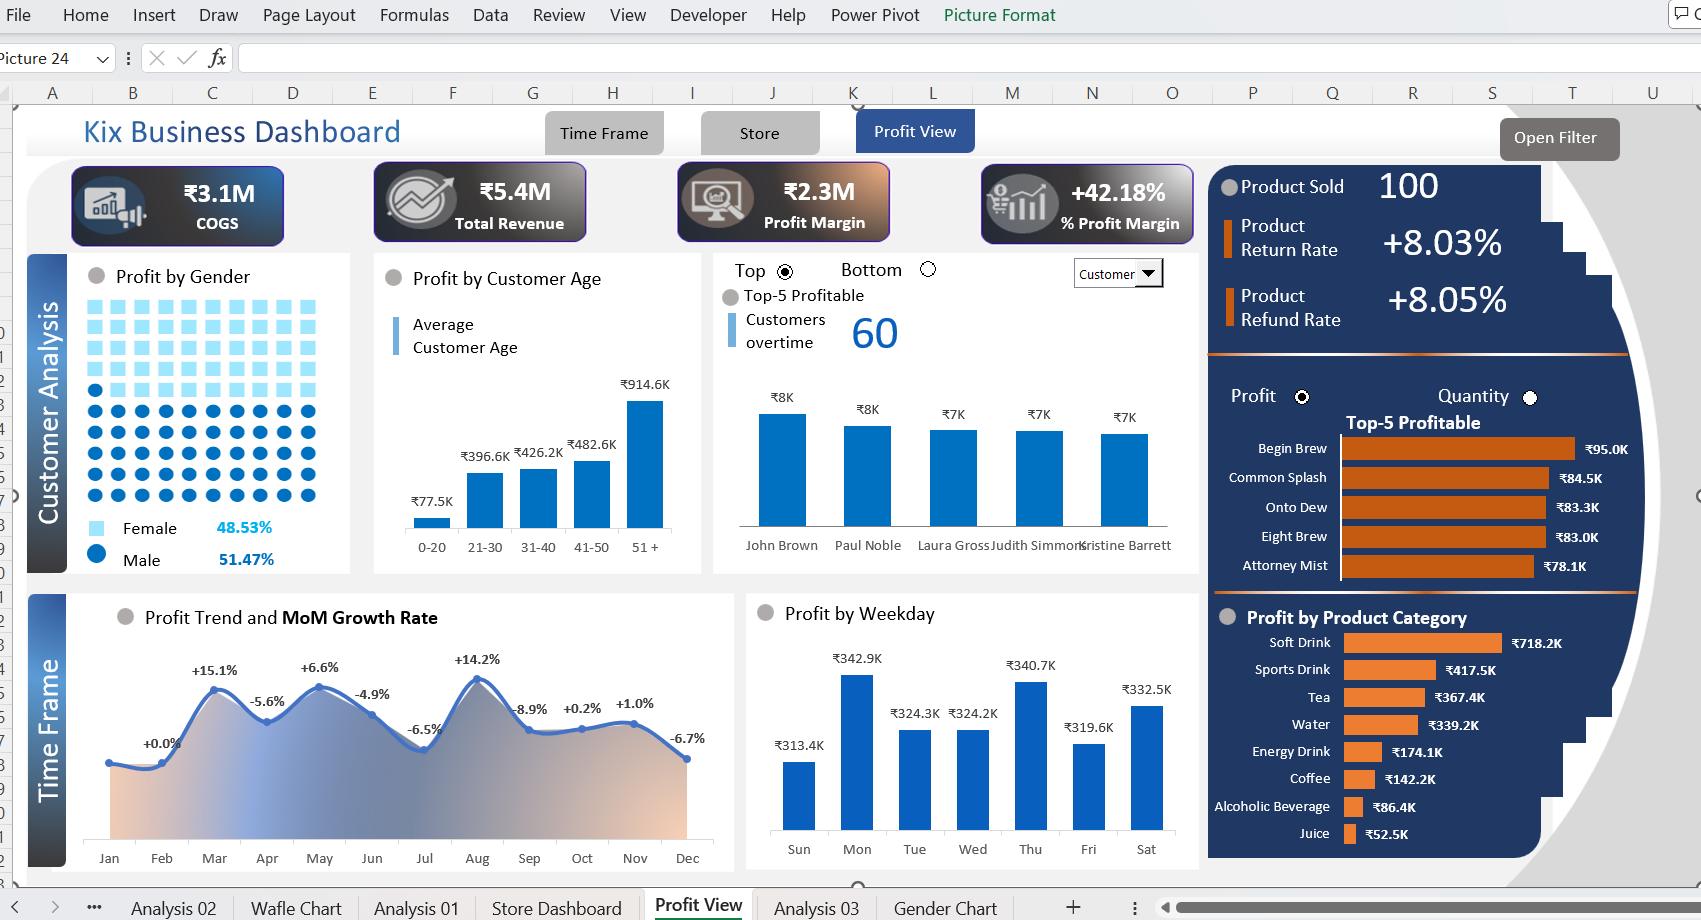 File Home Insert Draw Page Layout Formulas Data Review View Developer Help Power Pivot Picture Format
Picture 24
fx
A B C D E F G H I J K L M N O P Q R S T U
Kix Business Dashboard
Time Frame
Store
Profit View
Open Filter
₹3.1M
COGS
₹5.4M
Total Revenue
₹2.3M
Profit Margin
+42.18%
% Profit Margin
Product Sold 100
Product
Return Rate
+8.03%
Product
Refund Rate
+8.05%
Customer Analysis
Profit by Gender
Female 48.53%
Male 51.47%
Profit by Customer Age
Average
Customer Age
₹77.5K ₹396.6K ₹426.2K ₹482.6K ₹914.6K
0-20 21-30 31-40 41-50 51 +
Top Bottom
Customer
Top-5 Profitable
Customers
overtime
60
₹8K ₹8K ₹7K ₹7K ₹7K
John Brown Paul Noble Laura Gross Judith Simmons Kristine Barrett
Profit Quantity
Top-5 Profitable
Begin Brew ₹95.0K
Common Splash ₹84.5K
Onto Dew ₹83.3K
Eight Brew ₹83.0K
Attorney Mist ₹78.1K
Time Frame
Profit Trend and MoM Growth Rate
+0.0% +15.1% -5.6% +6.6% -4.9% -6.5% +14.2% -8.9% +0.2% +1.0% -6.7%
Jan Feb Mar Apr May Jun Jul Aug Sep Oct Nov Dec
Profit by Weekday
₹313.4K ₹342.9K ₹324.3K ₹324.2K ₹340.7K ₹319.6K ₹332.5K
Sun Mon Tue Wed Thu Fri Sat
Profit by Product Category
Soft Drink ₹718.2K
Sports Drink ₹417.5K
Tea ₹367.4K
Water ₹339.2K
Energy Drink ₹174.1K
Coffee ₹142.2K
Alcoholic Beverage ₹86.4K
Juice ₹52.5K
Analysis 02 Wafle Chart Analysis 01 Store Dashboard Profit View Analysis 03 Gender Chart